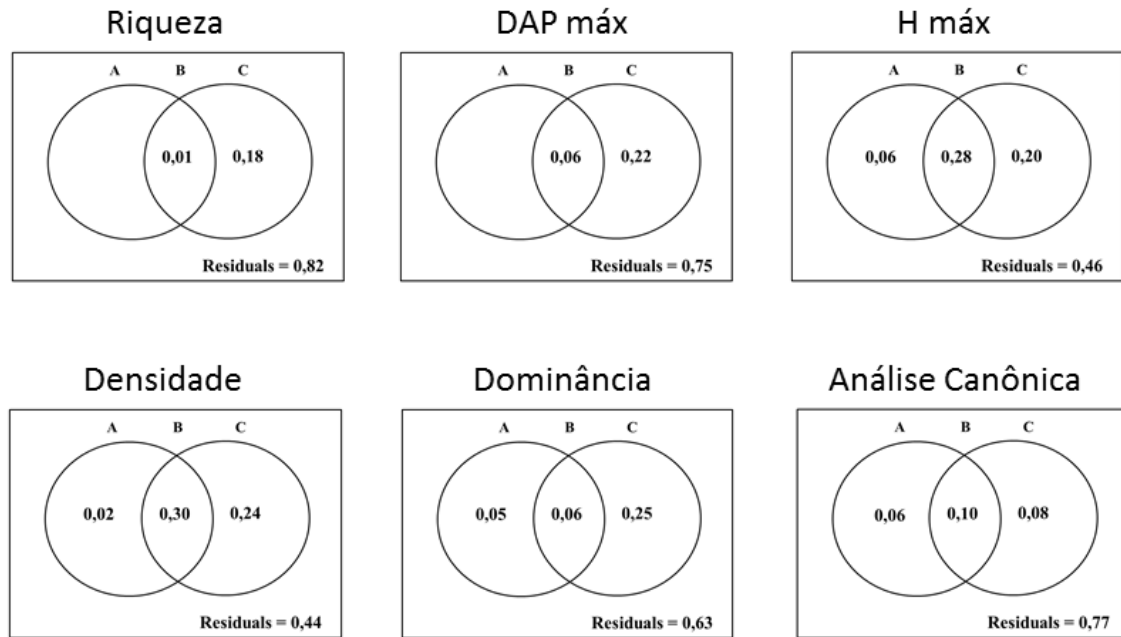 Riqueza
A B C
0,01 0,18
Residuals = 0,82
DAP máx
A B C
0,06 0,22
Residuals = 0,75
H máx
A B C
0,06 0,28 0,20
Residuals = 0,46
Densidade
A B C
0,02 0,30 0,24
Residuals = 0,44
Dominância
A B C
0,05 0,06 0,25
Residuals = 0,63
Análise Canônica
A B C
0,06 0,10 0,08
Residuals = 0,77